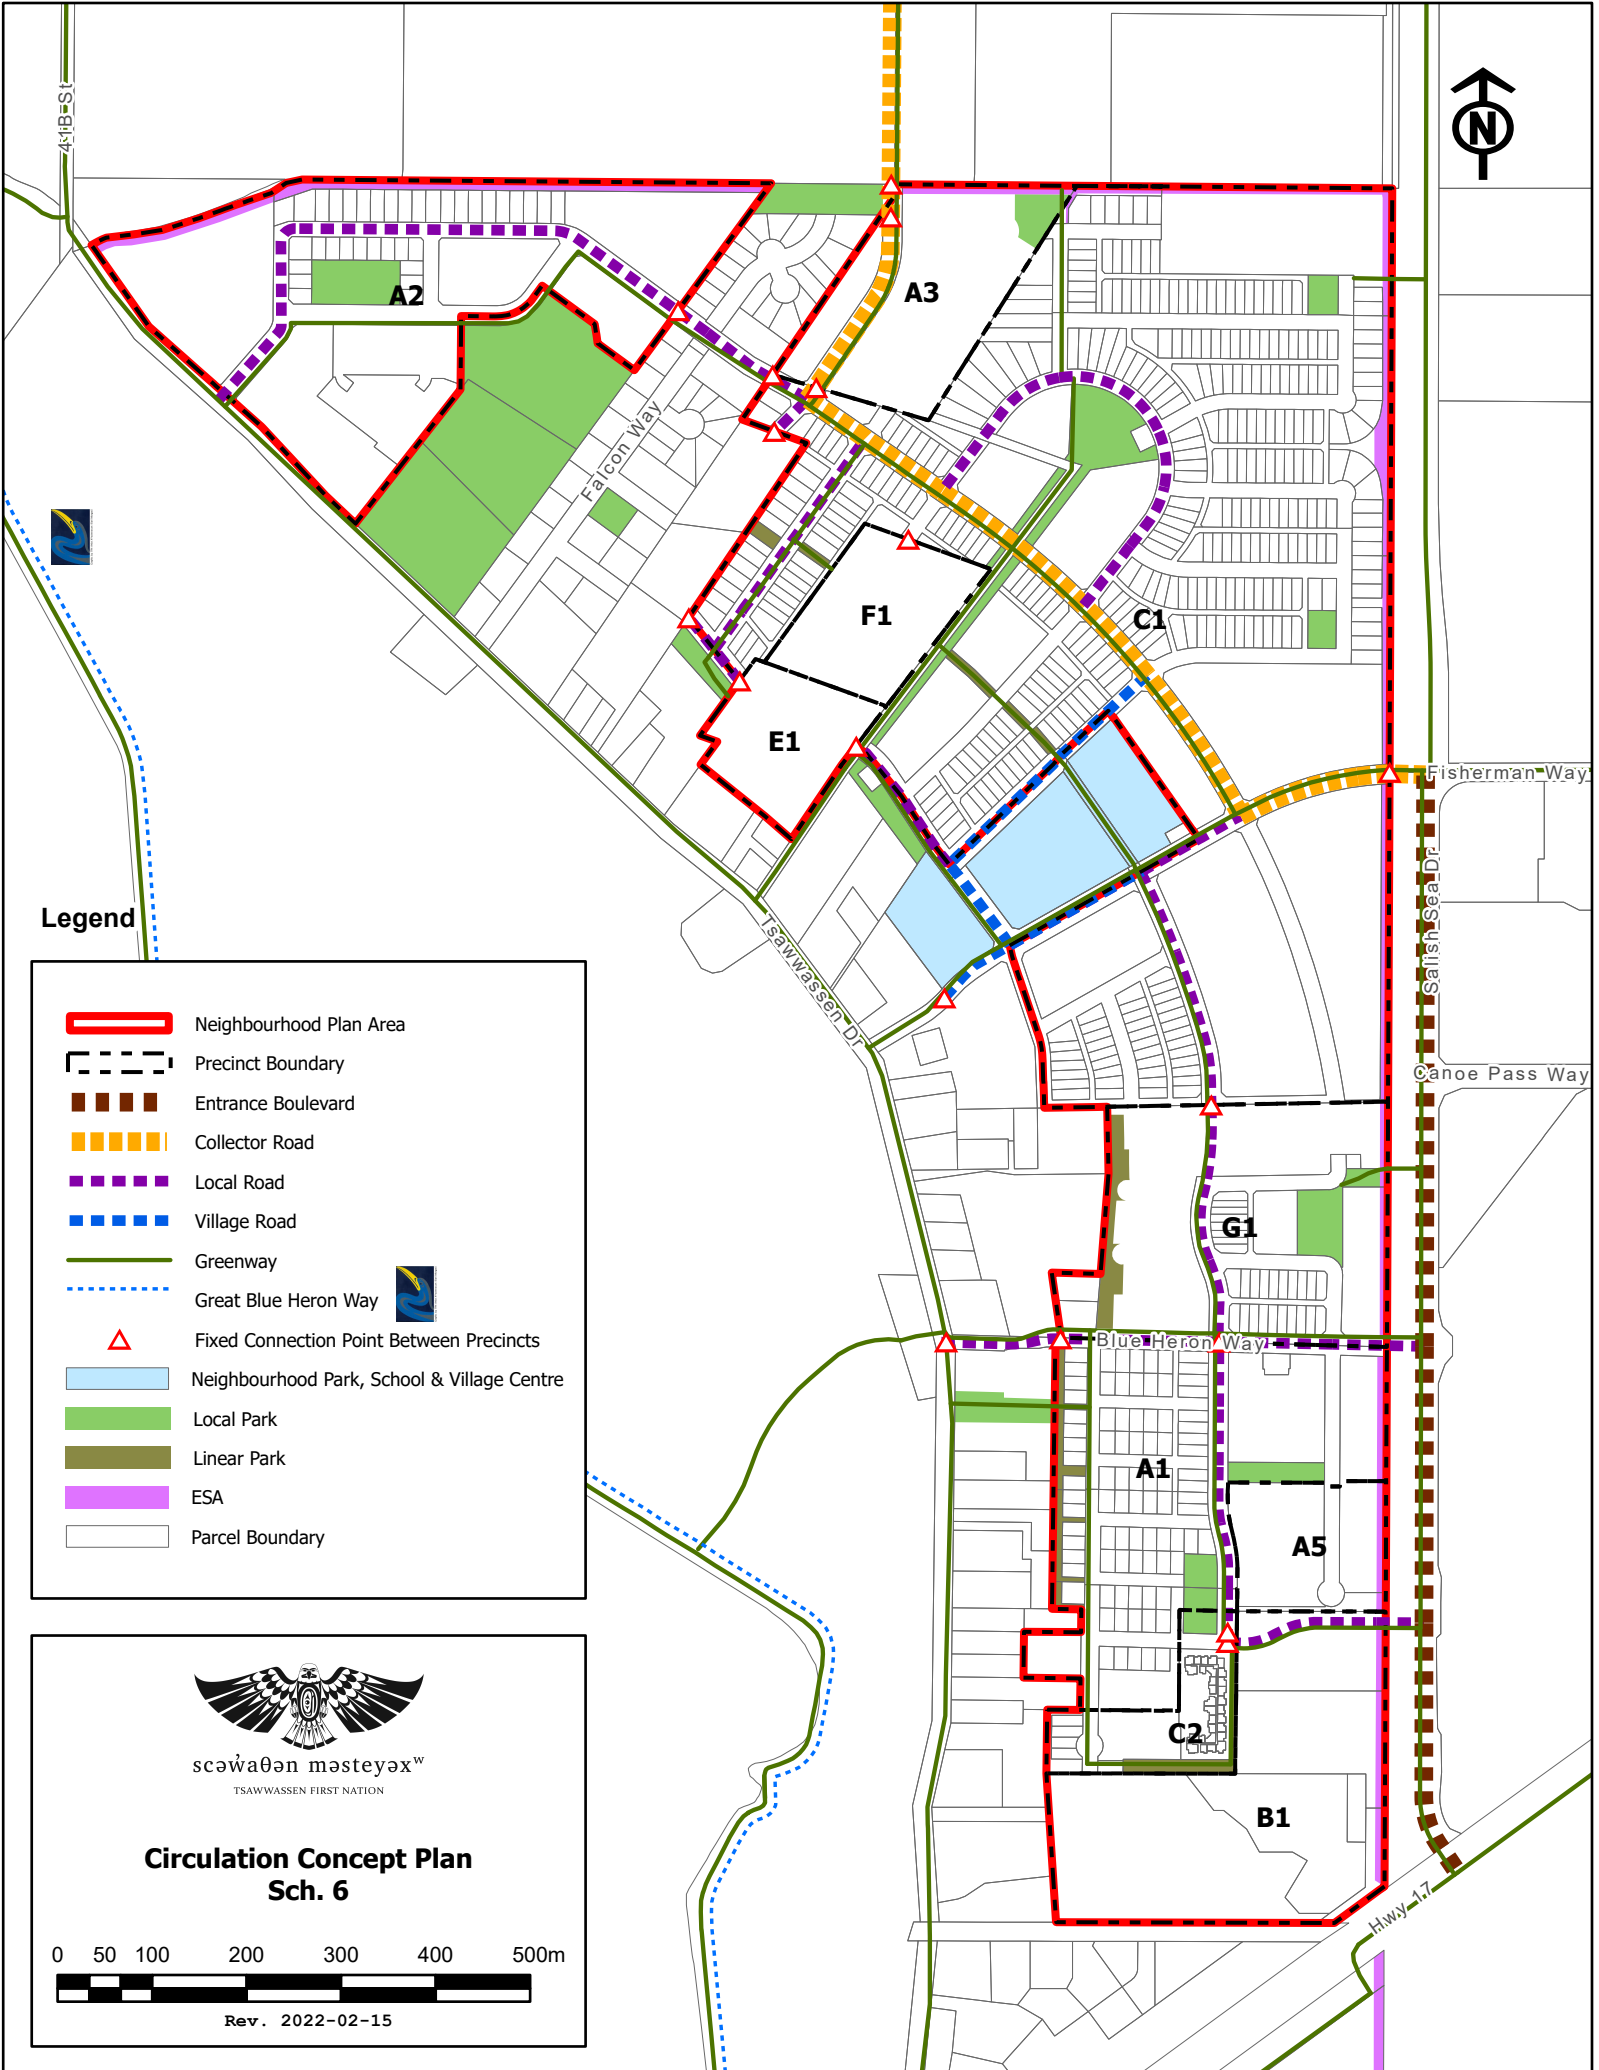 41B St
N
A2
A3
Falcon Way
F1
C1
E1
Fisherman Way
Salish Sea Dr
Tsawwassen Dr
Canoe Pass Way
G1
Blue Heron Way
A1
A5
C2
B1
Hwy 17
Legend
Neighbourhood Plan Area
Precinct Boundary
Entrance Boulevard
Collector Road
Local Road
Village Road
Greenway
Great Blue Heron Way
Fixed Connection Point Between Precincts
Neighbourhood Park, School & Village Centre
Local Park
Linear Park
ESA
Parcel Boundary
scəw̓aθən məsteyəxʷ
TSAWWASSEN FIRST NATION
Circulation Concept Plan
Sch. 6
0 50 100 200 300 400 500m
Rev. 2022-02-15